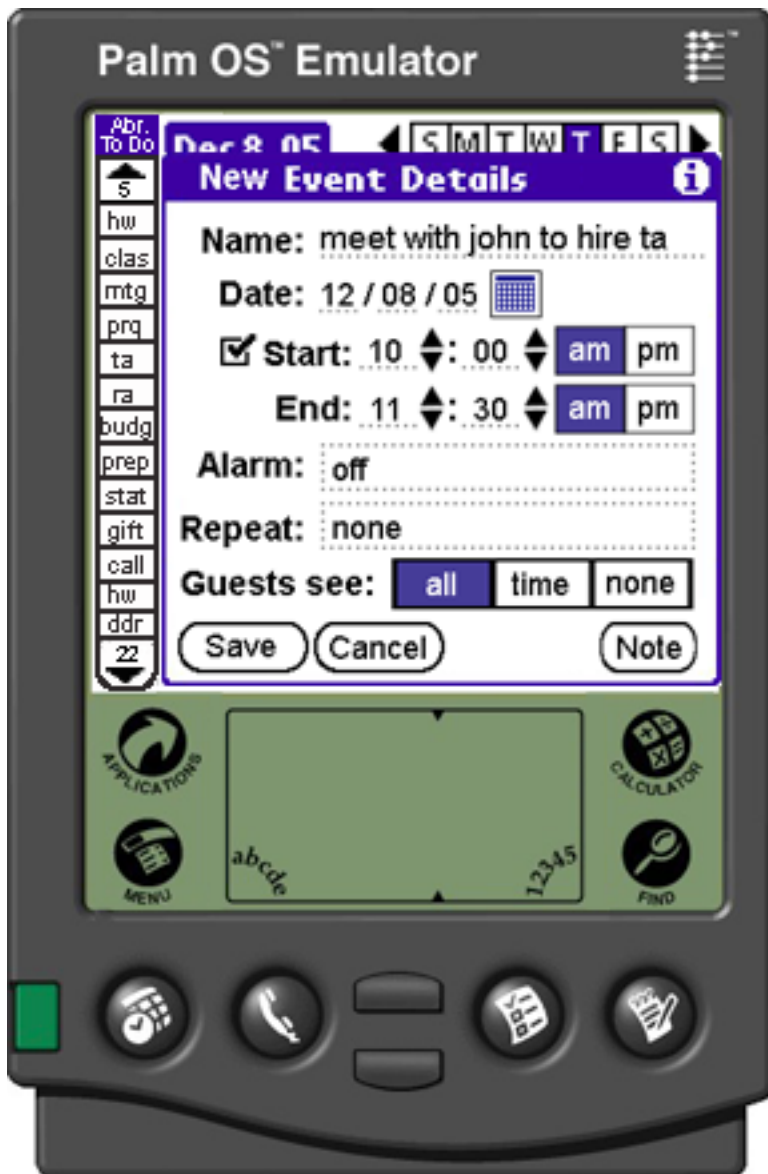 Palm OS™ Emulator
Abr.
To Do
Dec 8, 05
S M T W T F S
5
hw
clas
mtg
prq
ta
ra
budg
prep
stat
gift
call
hw
ddr
22
New Event Details
Name: meet with john to hire ta
Date: 12 / 08 / 05
Start: 10 : 00 am pm
End: 11 : 30 am pm
Alarm: off
Repeat: none
Guests see: all time none
Save Cancel Note
APPLICATIONS
CALCULATOR
MENU
abcde
12345
FIND